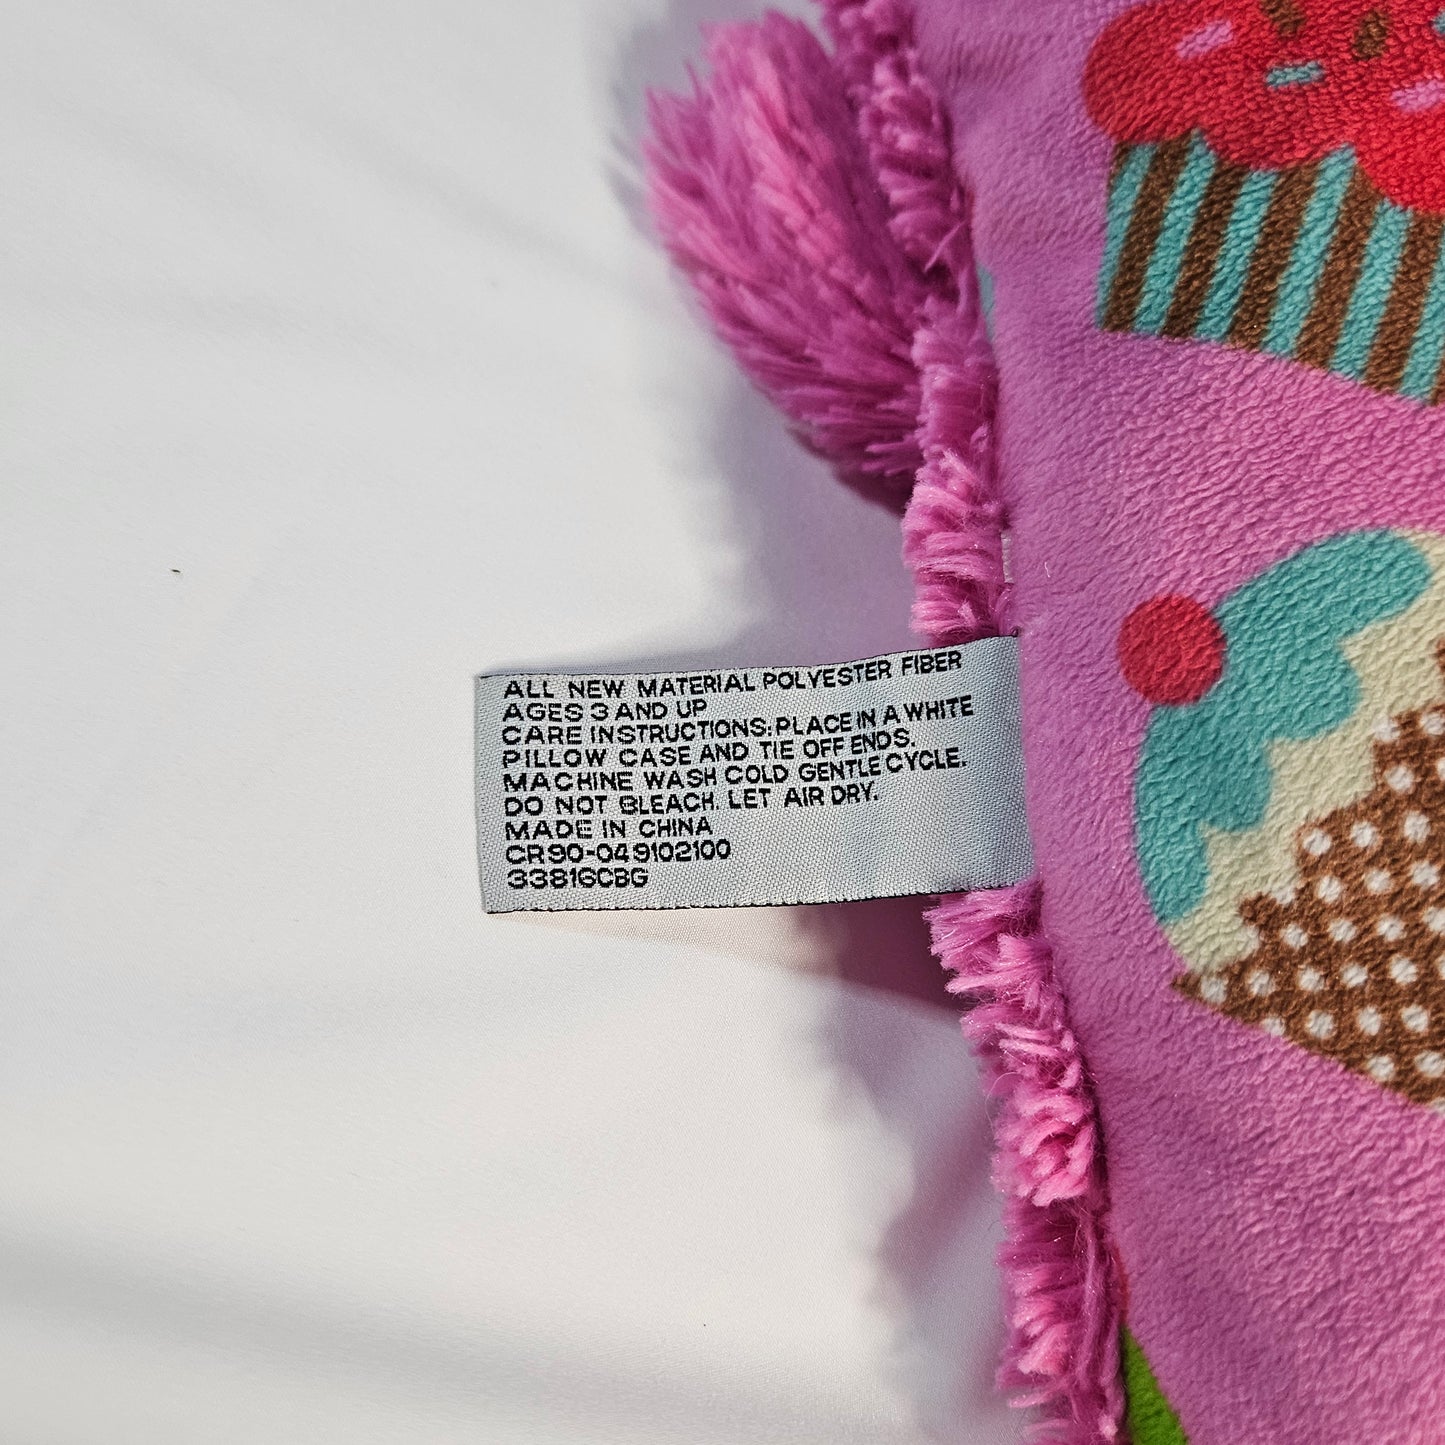 ALL NEW MATERIAL POLYESTER FIBER
AGES 3 AND UP
CARE INSTRUCTIONS: PLACE IN A WHITE
PILLOW CASE AND TIE OFF ENDS.
MACHINE WASH COLD GENTLE CYCLE.
DO NOT BLEACH. LET AIR DRY.
MADE IN CHINA
CR90-049102100
33816CBG